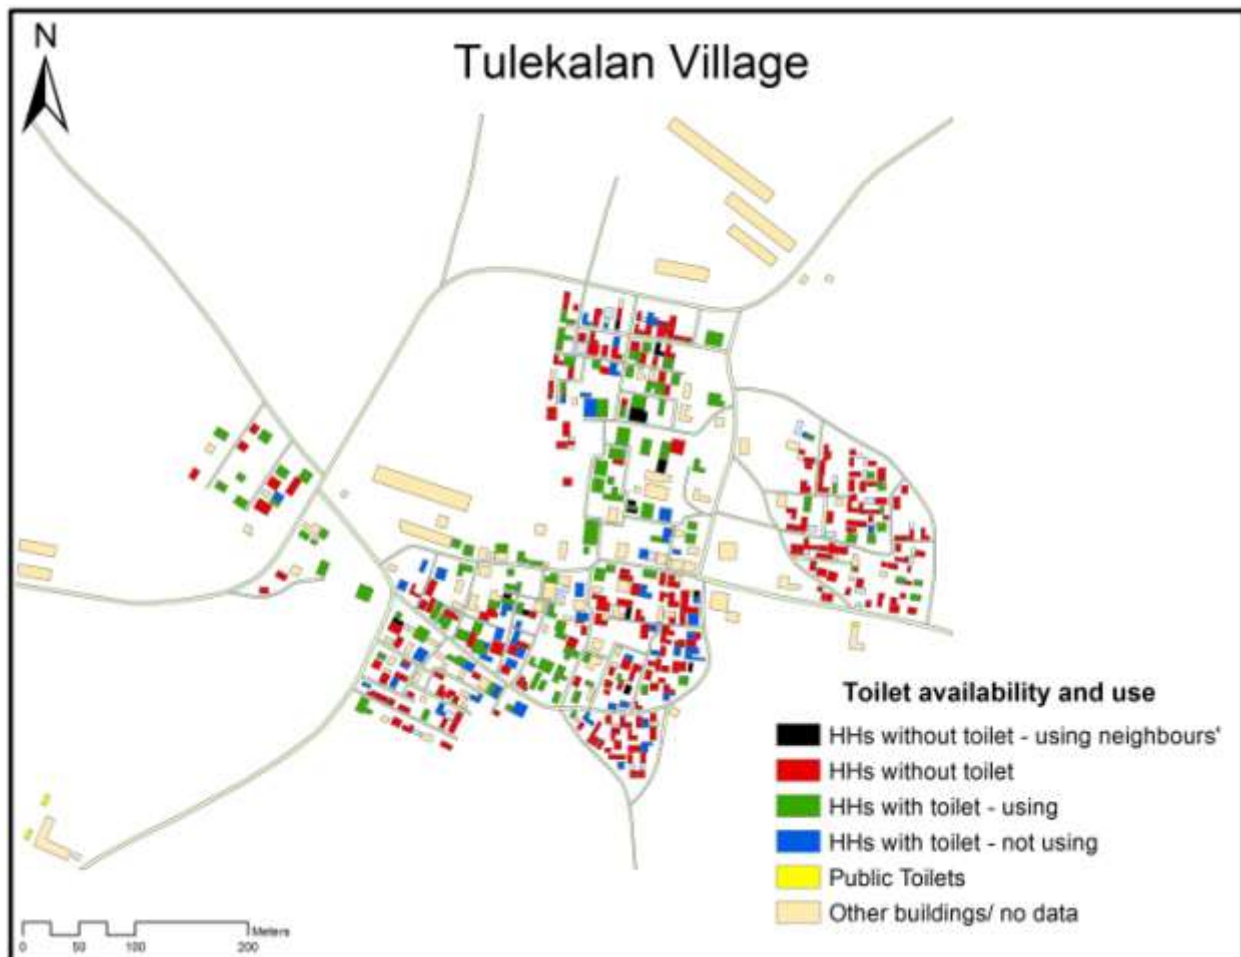 N
Tulekalan Village
Toilet availability and use
HHs without toilet - using neighbours'
HHs without toilet
HHs with toilet - using
HHs with toilet - not using
Public Toilets
Other buildings/ no data
Meters
0 50 100 200